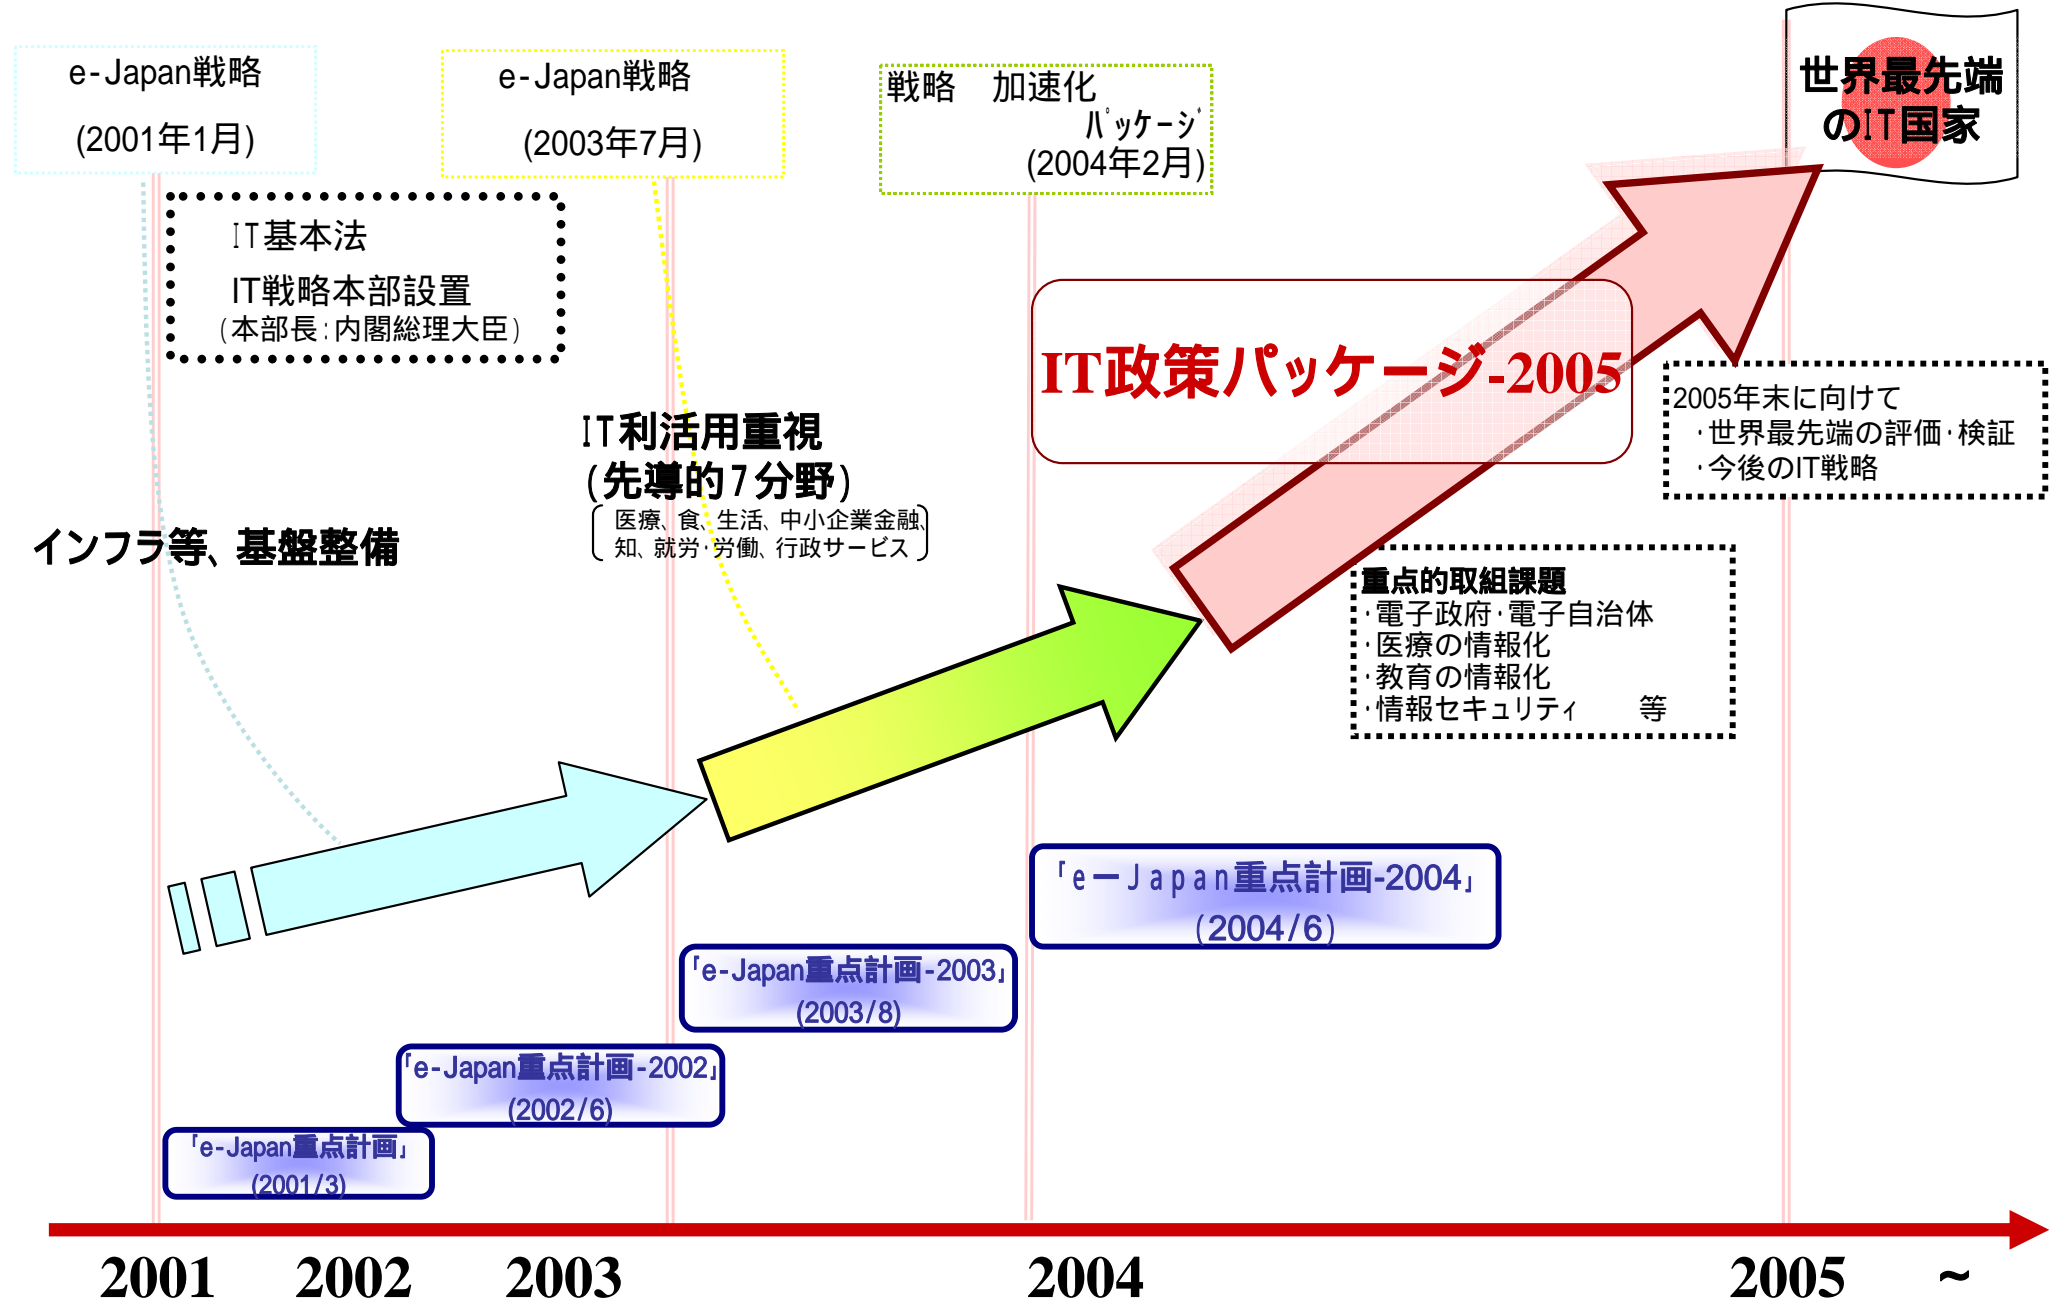 e-Japan戦略
(2001年1月)
e-Japan戦略
(2003年7月)
戦略　加速化
ﾊﾟｯｹｰｼﾞ
(2004年2月)
世界最先端
のIT国家
IT基本法
IT戦略本部設置
(本部長:内閣総理大臣)
IT政策パッケージ-2005
2005年末に向けて
・世界最先端の評価・検証
・今後のIT戦略
IT利活用重視
(先導的7分野)
医療、食、生活、中小企業金融、
知、就労・労働、行政サービス
インフラ等、基盤整備
重点的取組課題
・電子政府・電子自治体
・医療の情報化
・教育の情報化
・情報セキュリティ　等
「e－Japan重点計画-2004」
(2004/6)
「e-Japan重点計画-2003」
(2003/8)
「e-Japan重点計画-2002」
(2002/6)
「e-Japan重点計画」
(2001/3)
2001 2002 2003 2004 2005 ～